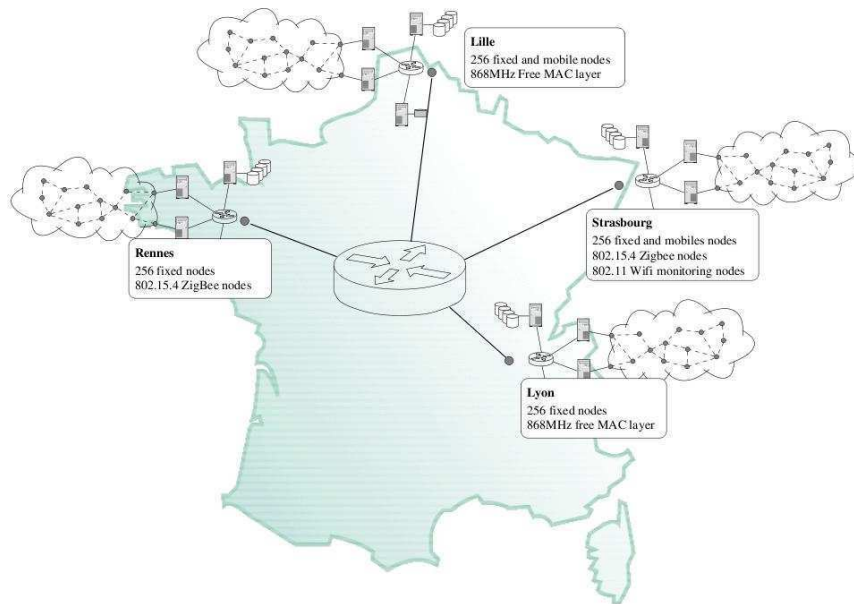 Lille
256 fixed and mobile nodes
868MHz Free MAC layer
Strasbourg
256 fixed and mobiles nodes
802.15.4 Zigbee nodes
802.11 Wifi monitoring nodes
Rennes
256 fixed nodes
802.15.4 ZigBee nodes
Lyon
256 fixed nodes
868MHz free MAC layer